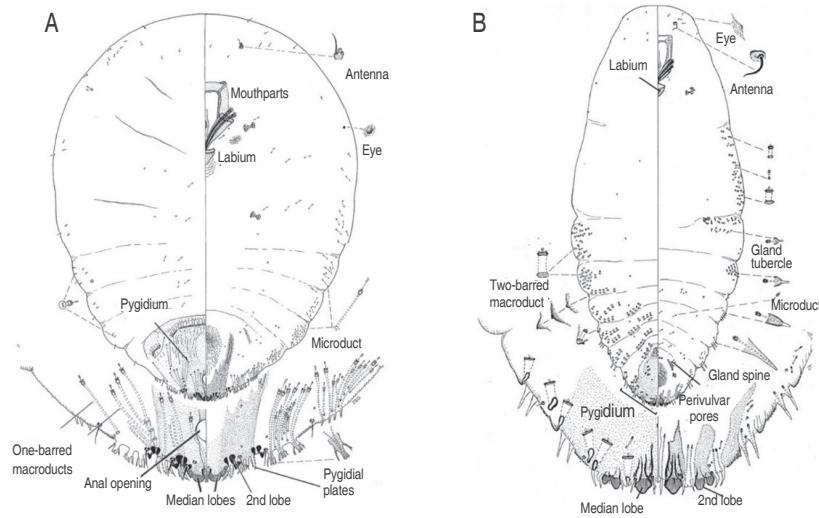 A
Antenna
Mouthparts
Eye
Labium
Pygidium
Microduct
One-barred
macroducts
Anal opening
Pygidial
plates
Median lobes
2nd lobe
B
Eye
Labium
Antenna
Gland
tubercle
Two-barred
macroduct
Microduct
Gland spine
Perivulvar
pores
Pygidium
Median lobe
2nd lobe